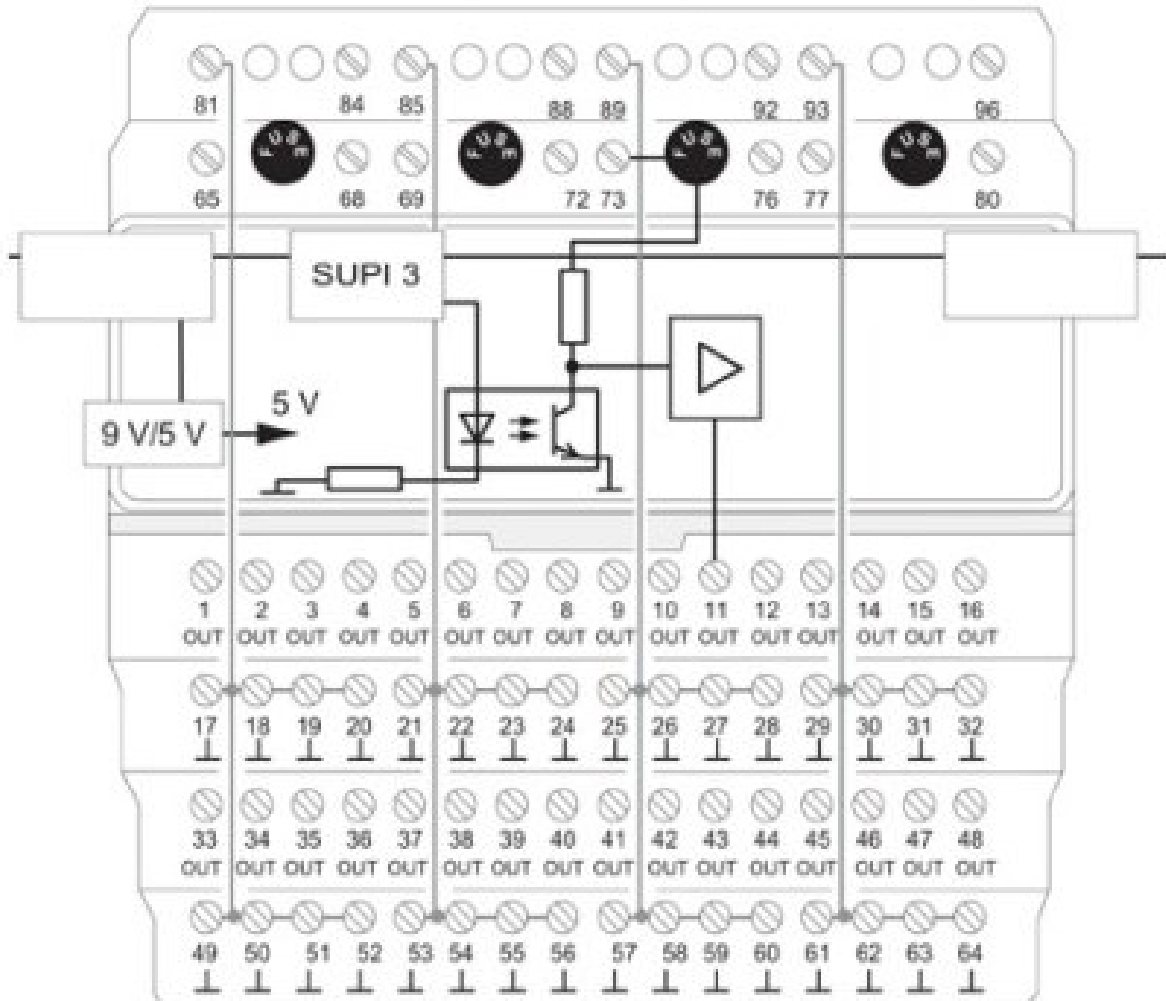 81 84 85 88 89 92 93 96
FUSE FUSE FUSE FUSE
65 68 69 72 73 76 77 80
SUPI 3
5 V
9 V/5 V
1 2 3 4 5 6 7 8 9 10 11 12 13 14 15 16
OUT OUT OUT OUT OUT OUT OUT OUT OUT OUT OUT OUT OUT OUT OUT OUT
17 18 19 20 21 22 23 24 25 26 27 28 29 30 31 32
33 34 35 36 37 38 39 40 41 42 43 44 45 46 47 48
OUT OUT OUT OUT OUT OUT OUT OUT OUT OUT OUT OUT OUT OUT OUT OUT
49 50 51 52 53 54 55 56 57 58 59 60 61 62 63 64